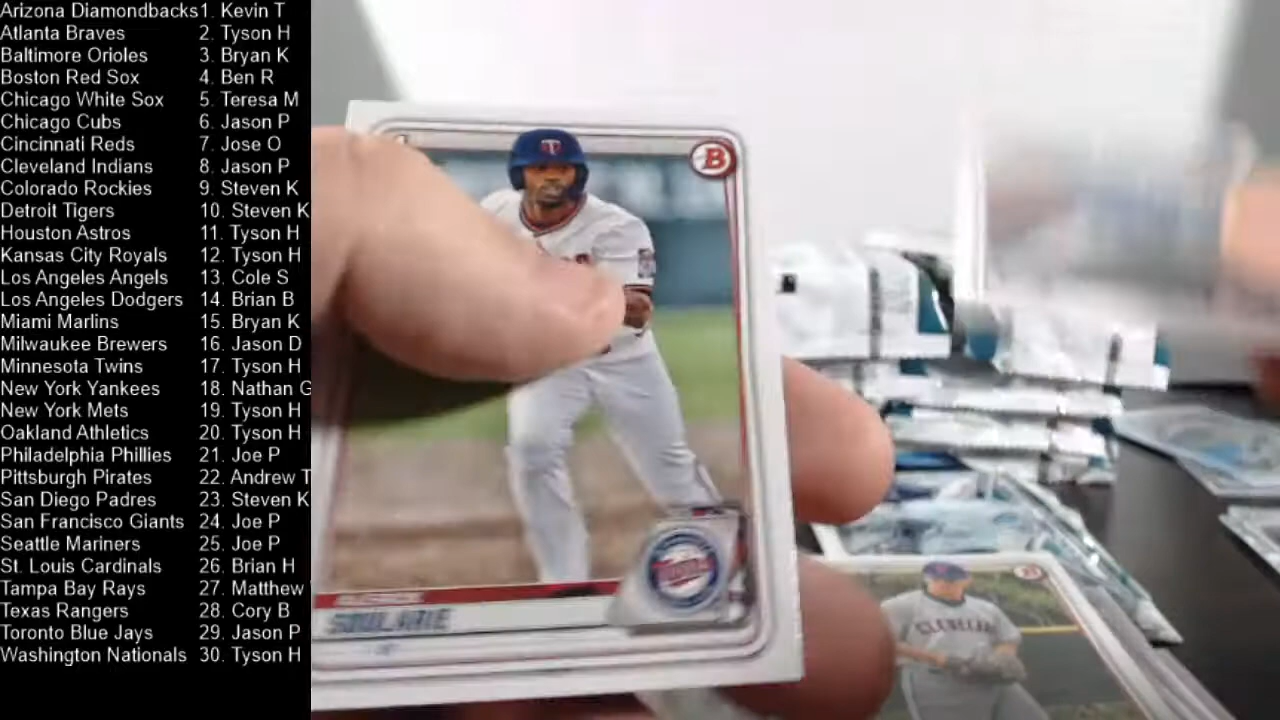 Arizona Diamondbacks 1. Kevin T
Atlanta Braves 2. Tyson H
Baltimore Orioles 3. Bryan K
Boston Red Sox 4. Ben R
Chicago White Sox 5. Teresa M
Chicago Cubs 6. Jason P
Cincinnati Reds 7. Jose O
Cleveland Indians 8. Jason P
Colorado Rockies 9. Steven K
Detroit Tigers 10. Steven K
Houston Astros 11. Tyson H
Kansas City Royals 12. Tyson H
Los Angeles Angels 13. Cole S
Los Angeles Dodgers 14. Brian B
Miami Marlins 15. Bryan K
Milwaukee Brewers 16. Jason D
Minnesota Twins 17. Tyson H
New York Yankees 18. Nathan G
New York Mets 19. Tyson H
Oakland Athletics 20. Tyson H
Philadelphia Phillies 21. Joe P
Pittsburgh Pirates 22. Andrew T
San Diego Padres 23. Steven K
San Francisco Giants 24. Joe P
Seattle Mariners 25. Joe P
St. Louis Cardinals 26. Brian H
Tampa Bay Rays 27. Matthew
Texas Rangers 28. Cory B
Toronto Blue Jays 29. Jason P
Washington Nationals 30. Tyson H
B
T
SOULARIE
CLEVELAND